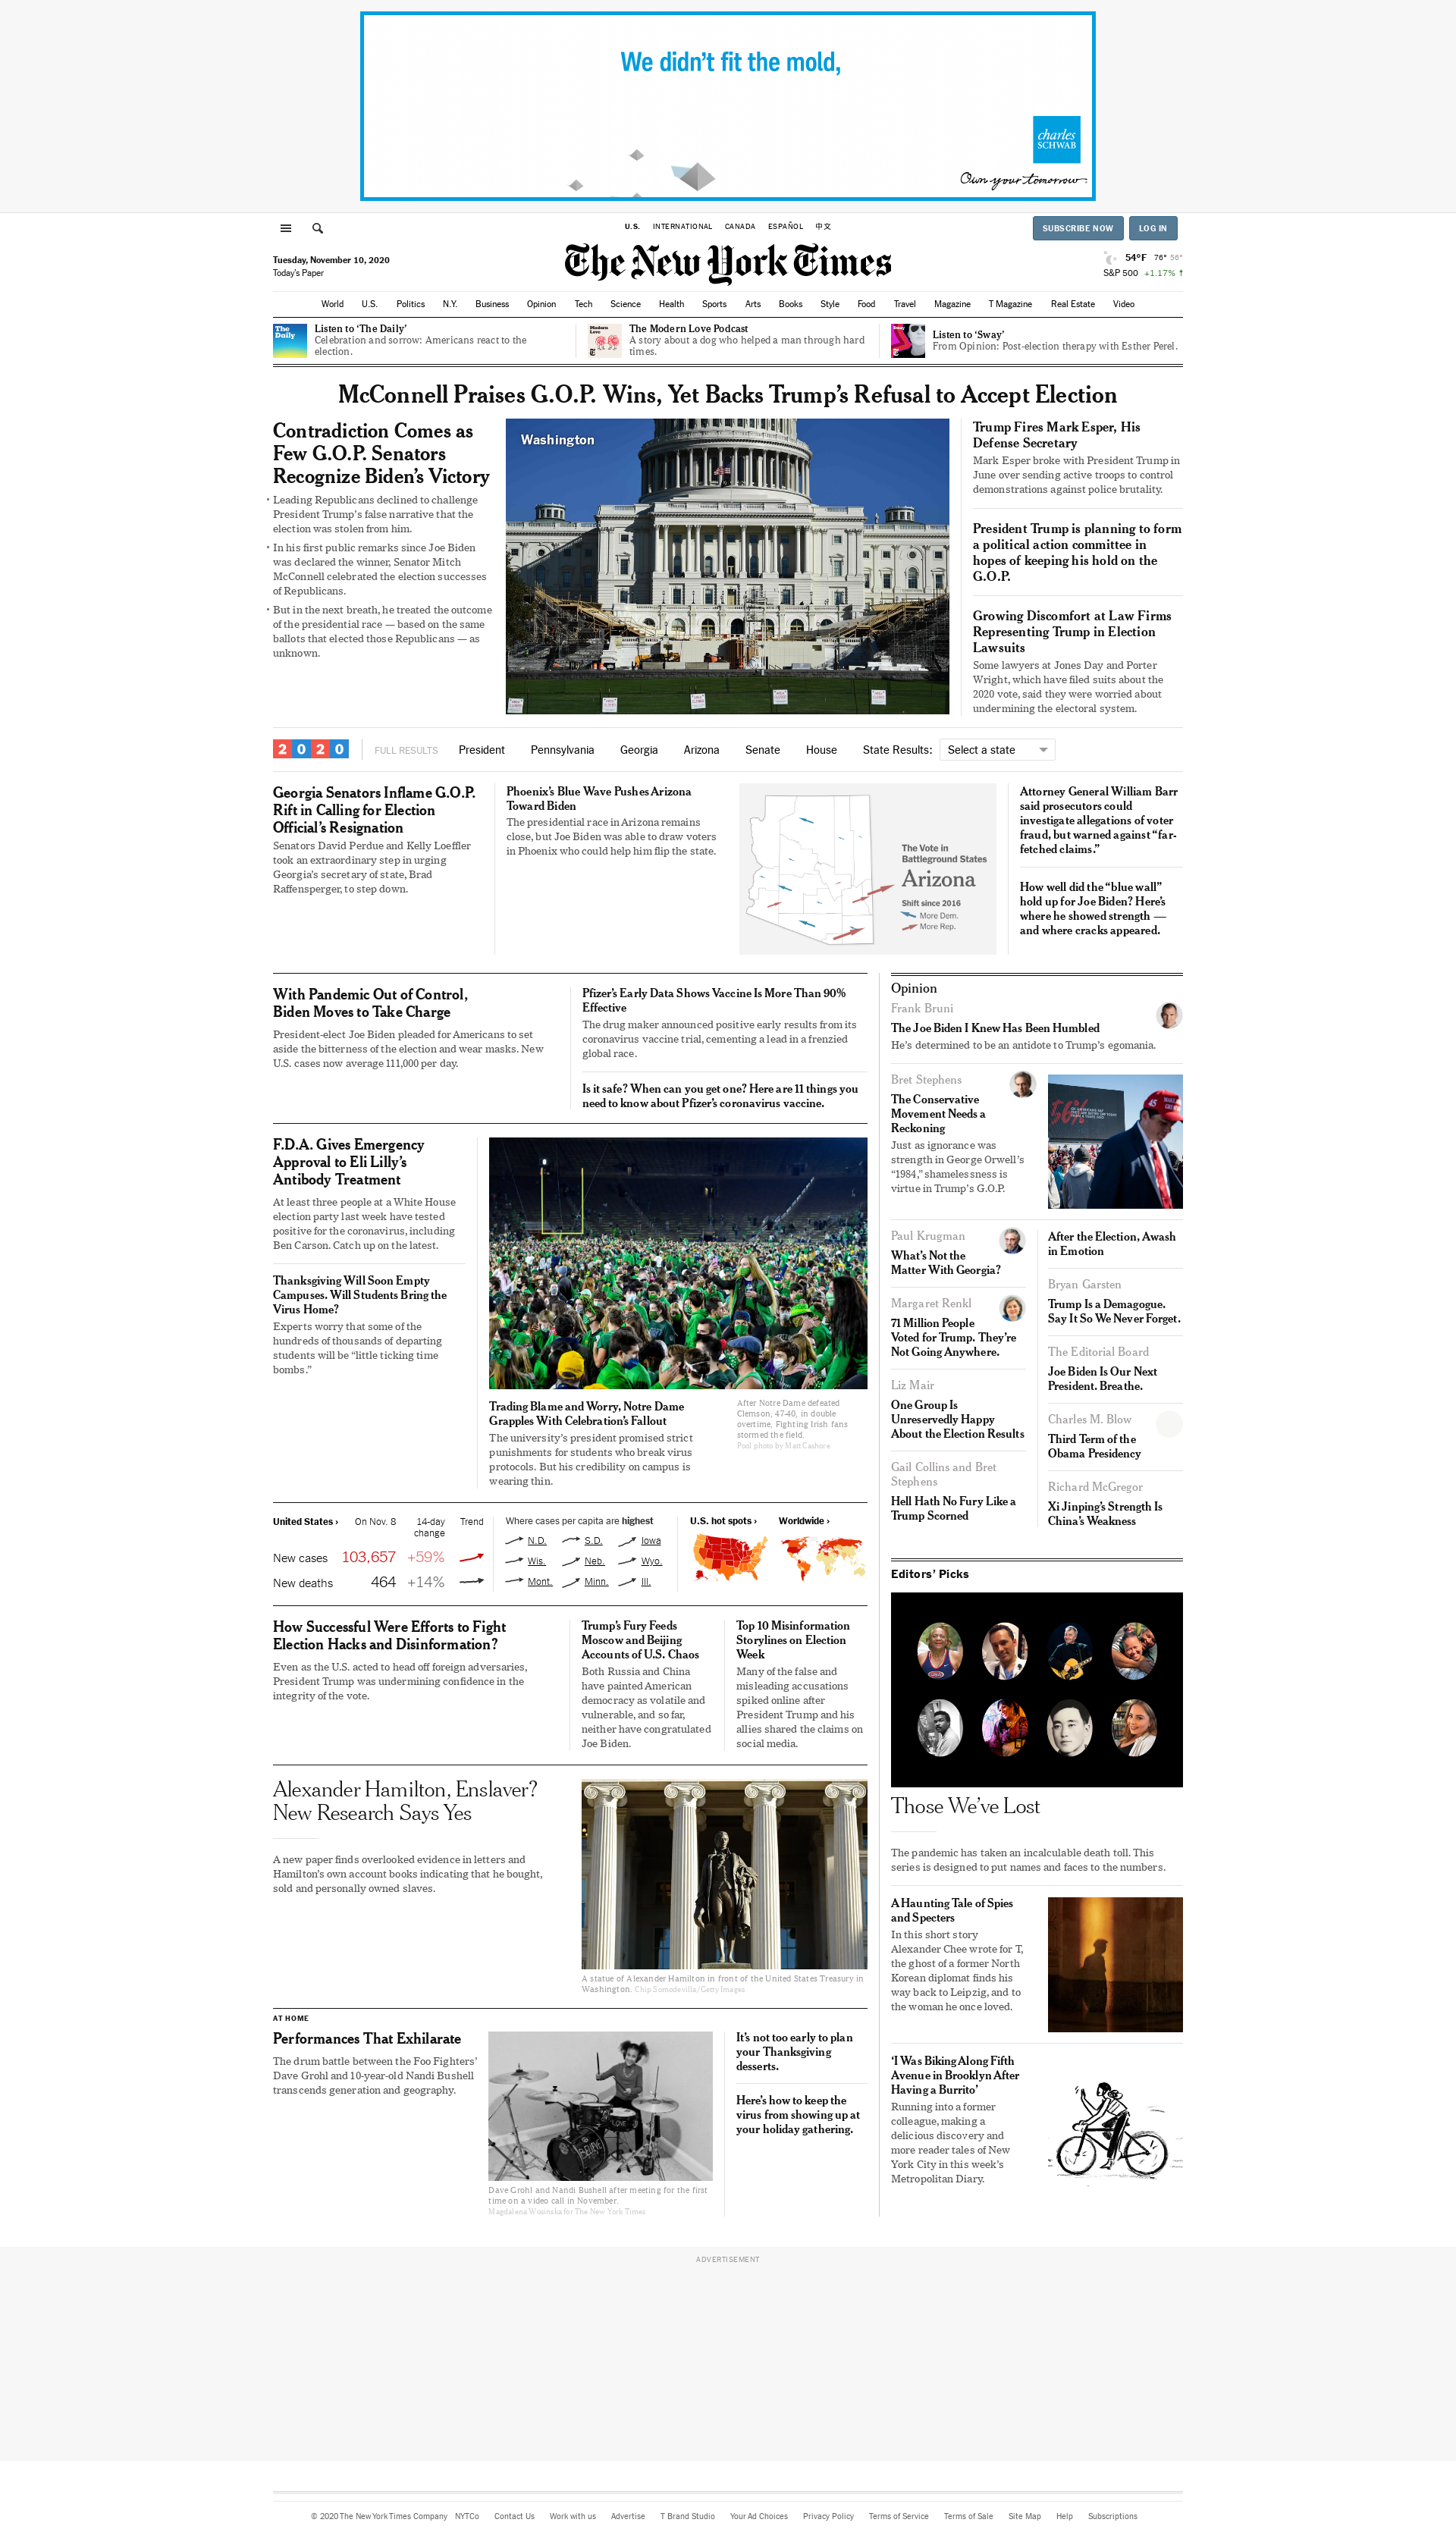 We didn't fit the mold,
charles
SCHWAB
Own your tomorrow
U.S. INTERNATIONAL CANADA ESPAÑOL 中文
SUBSCRIBE NOW LOG IN
The New York Times
Tuesday, November 10, 2020
Today's Paper
54°F 76° 56°
S&P 500 +1.17% ↑
World U.S. Politics N.Y. Business Opinion Tech Science Health Sports Arts Books Style Food Travel Magazine T Magazine Real Estate Video
The
Daily
Listen to 'The Daily'
Celebration and sorrow: Americans react to the
election.
Modern
Love
The Modern Love Podcast
A story about a dog who helped a man through hard
times.
Listen to 'Sway'
From Opinion: Post-election therapy with Esther Perel.
McConnell Praises G.O.P. Wins, Yet Backs Trump's Refusal to Accept Election
Contradiction Comes as
Few G.O.P. Senators
Recognize Biden's Victory
• Leading Republicans declined to challenge
President Trump's false narrative that the
election was stolen from him.
• In his first public remarks since Joe Biden
was declared the winner, Senator Mitch
McConnell celebrated the election successes
of Republicans.
• But in the next breath, he treated the outcome
of the presidential race — based on the same
ballots that elected those Republicans — as
unknown.
Washington
Trump Fires Mark Esper, His
Defense Secretary
Mark Esper broke with President Trump in
June over sending active troops to control
demonstrations against police brutality.
President Trump is planning to form
a political action committee in
hopes of keeping his hold on the
G.O.P.
Growing Discomfort at Law Firms
Representing Trump in Election
Lawsuits
Some lawyers at Jones Day and Porter
Wright, which have filed suits about the
2020 vote, said they were worried about
undermining the electoral system.
2020 FULL RESULTS President Pennsylvania Georgia Arizona Senate House State Results: Select a state
Georgia Senators Inflame G.O.P.
Rift in Calling for Election
Official's Resignation
Senators David Perdue and Kelly Loeffler
took an extraordinary step in urging
Georgia's secretary of state, Brad
Raffensperger, to step down.
Phoenix's Blue Wave Pushes Arizona
Toward Biden
The presidential race in Arizona remains
close, but Joe Biden was able to draw voters
in Phoenix who could help him flip the state.
The Vote in
Battleground States
Arizona
Shift since 2016
More Dem.
More Rep.
Attorney General William Barr
said prosecutors could
investigate allegations of voter
fraud, but warned against "far-
fetched claims."
How well did the "blue wall"
hold up for Joe Biden? Here's
where he showed strength —
and where cracks appeared.
With Pandemic Out of Control,
Biden Moves to Take Charge
President-elect Joe Biden pleaded for Americans to set
aside the bitterness of the election and wear masks. New
U.S. cases now average 111,000 per day.
Pfizer's Early Data Shows Vaccine Is More Than 90%
Effective
The drug maker announced positive early results from its
coronavirus vaccine trial, cementing a lead in a frenzied
global race.
Is it safe? When can you get one? Here are 11 things you
need to know about Pfizer's coronavirus vaccine.
F.D.A. Gives Emergency
Approval to Eli Lilly's
Antibody Treatment
At least three people at a White House
election party last week have tested
positive for the coronavirus, including
Ben Carson. Catch up on the latest.
Thanksgiving Will Soon Empty
Campuses. Will Students Bring the
Virus Home?
Experts worry that some of the
hundreds of thousands of departing
students will be "little ticking time
bombs."
Trading Blame and Worry, Notre Dame
Grapples With Celebration's Fallout
The university's president promised strict
punishments for students who break virus
protocols. But his credibility on campus is
wearing thin.
After Notre Dame defeated
Clemson, 47-40, in double
overtime, Fighting Irish fans
stormed the field.
Pool photo by Matt Cashore
United States › On Nov. 8 14-day
change Trend
New cases 103,657 +59%
New deaths 464 +14%
Where cases per capita are highest
N.D. S.D. Iowa
Wis. Neb. Wyo.
Mont. Minn. Ill.
U.S. hot spots › Worldwide ›
How Successful Were Efforts to Fight
Election Hacks and Disinformation?
Even as the U.S. acted to head off foreign adversaries,
President Trump was undermining confidence in the
integrity of the vote.
Trump's Fury Feeds
Moscow and Beijing
Accounts of U.S. Chaos
Both Russia and China
have painted American
democracy as volatile and
vulnerable, and so far,
neither have congratulated
Joe Biden.
Top 10 Misinformation
Storylines on Election
Week
Many of the false and
misleading accusations
spiked online after
President Trump and his
allies shared the claims on
social media.
Alexander Hamilton, Enslaver?
New Research Says Yes
A new paper finds overlooked evidence in letters and
Hamilton's own account books indicating that he bought,
sold and personally owned slaves.
A statue of Alexander Hamilton in front of the United States Treasury in
Washington. Chip Somodevilla/Getty Images
AT HOME
Performances That Exhilarate
The drum battle between the Foo Fighters'
Dave Grohl and 10-year-old Nandi Bushell
transcends generation and geography.
Dave Grohl and Nandi Bushell after meeting for the first
time on a video call in November.
Magdalena Wosinska for The New York Times
It's not too early to plan
your Thanksgiving
desserts.
Here's how to keep the
virus from showing up at
your holiday gathering.
Opinion
Frank Bruni
The Joe Biden I Knew Has Been Humbled
He's determined to be an antidote to Trump's egomania.
Bret Stephens
The Conservative
Movement Needs a
Reckoning
Just as ignorance was
strength in George Orwell's
"1984," shamelessness is
virtue in Trump's G.O.P.
56%
45
Paul Krugman
What's Not the
Matter With Georgia?
Margaret Renkl
71 Million People
Voted for Trump. They're
Not Going Anywhere.
Liz Mair
One Group Is
Unreservedly Happy
About the Election Results
Gail Collins and Bret
Stephens
Hell Hath No Fury Like a
Trump Scorned
After the Election, Awash
in Emotion
Bryan Garsten
Trump Is a Demagogue.
Say It So We Never Forget.
The Editorial Board
Joe Biden Is Our Next
President. Breathe.
Charles M. Blow
Third Term of the
Obama Presidency
Richard McGregor
Xi Jinping's Strength Is
China's Weakness
Editors' Picks
Those We've Lost
The pandemic has taken an incalculable death toll. This
series is designed to put names and faces to the numbers.
A Haunting Tale of Spies
and Specters
In this short story
Alexander Chee wrote for T,
the ghost of a former North
Korean diplomat finds his
way back to Leipzig, and to
the woman he once loved.
'I Was Biking Along Fifth
Avenue in Brooklyn After
Having a Burrito'
Running into a former
colleague, making a
delicious discovery and
more reader tales of New
York City in this week's
Metropolitan Diary.
ADVERTISEMENT
© 2020 The New York Times Company NYTCo Contact Us Work with us Advertise T Brand Studio Your Ad Choices Privacy Policy Terms of Service Terms of Sale Site Map Help Subscriptions